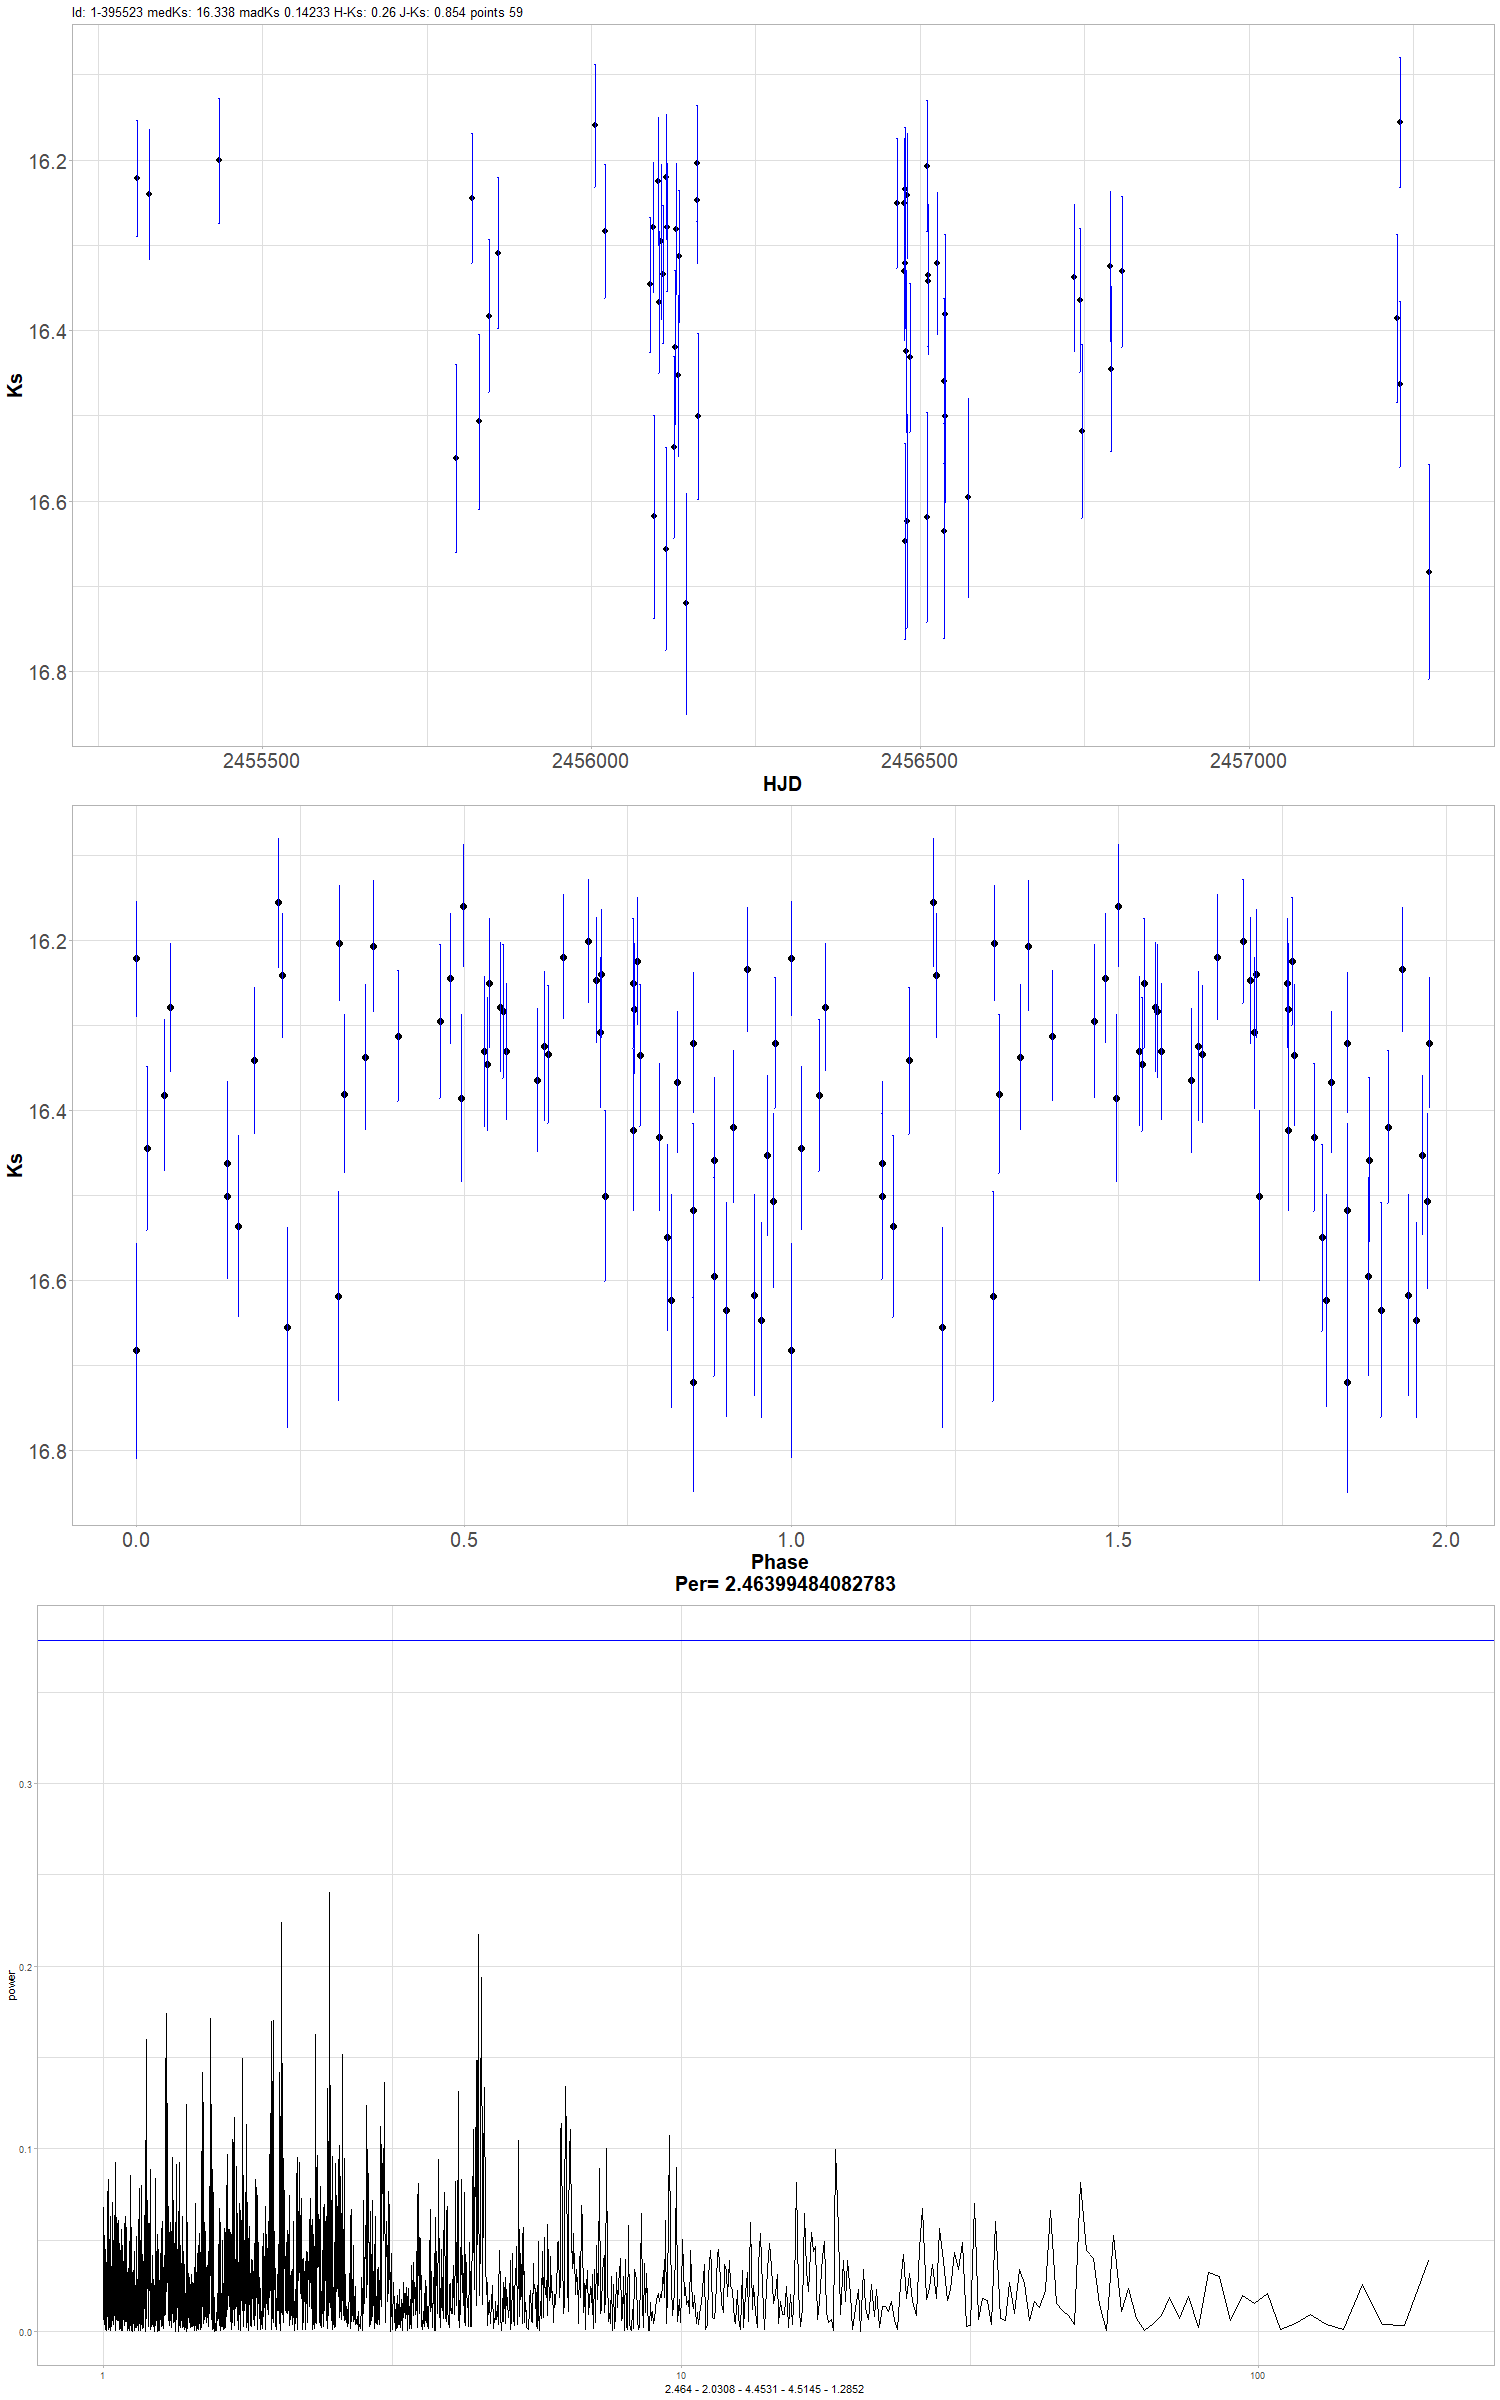 Id: 1-395523 medKs: 16.338 madKs 0.14233 H-Ks: 0.26 J-Ks: 0.854 points 59
16.2
16.4
16.6
16.8
Ks
2455500 2456000 2456500 2457000
HJD
16.2
16.4
16.6
16.8
Ks
0.0 0.5 1.0 1.5 2.0
Phase
Per= 2.46399484082783
0.3
0.2
0.1
0.0
power
1 10 100
2.464 - 2.0308 - 4.4531 - 4.5145 - 1.2852